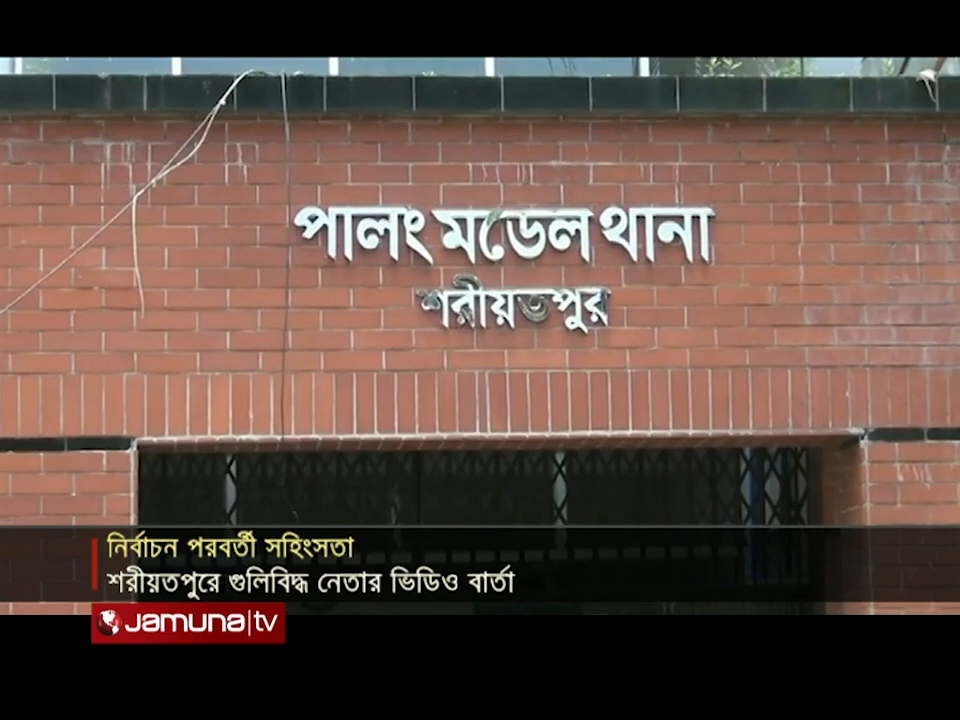 পালং মডেল থানা
শরীয়তপুর
নির্বাচন পরবর্তী সহিংসতা
শরীয়তপুরে গুলিবিদ্ধ নেতার ভিডিও বার্তা
Jamuna|tv